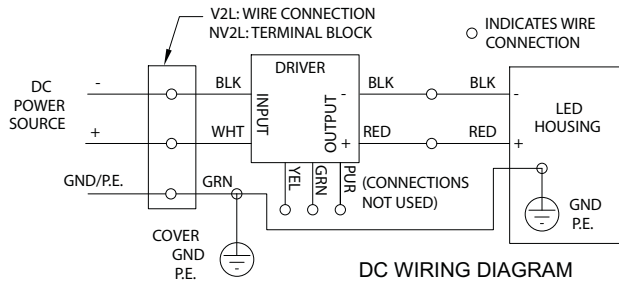 V2L: WIRE CONNECTION
NV2L: TERMINAL BLOCK
INDICATES WIRE
CONNECTION
DC
POWER
SOURCE
-
+
GND/P.E.
BLK
WHT
GRN
DRIVER
INPUT
OUTPUT
-
+
YEL
GRN
PUR
(CONNECTIONS
NOT USED)
BLK
RED
BLK
RED
-
+
LED
HOUSING
GND
P.E.
COVER
GND
P.E.
DC WIRING DIAGRAM